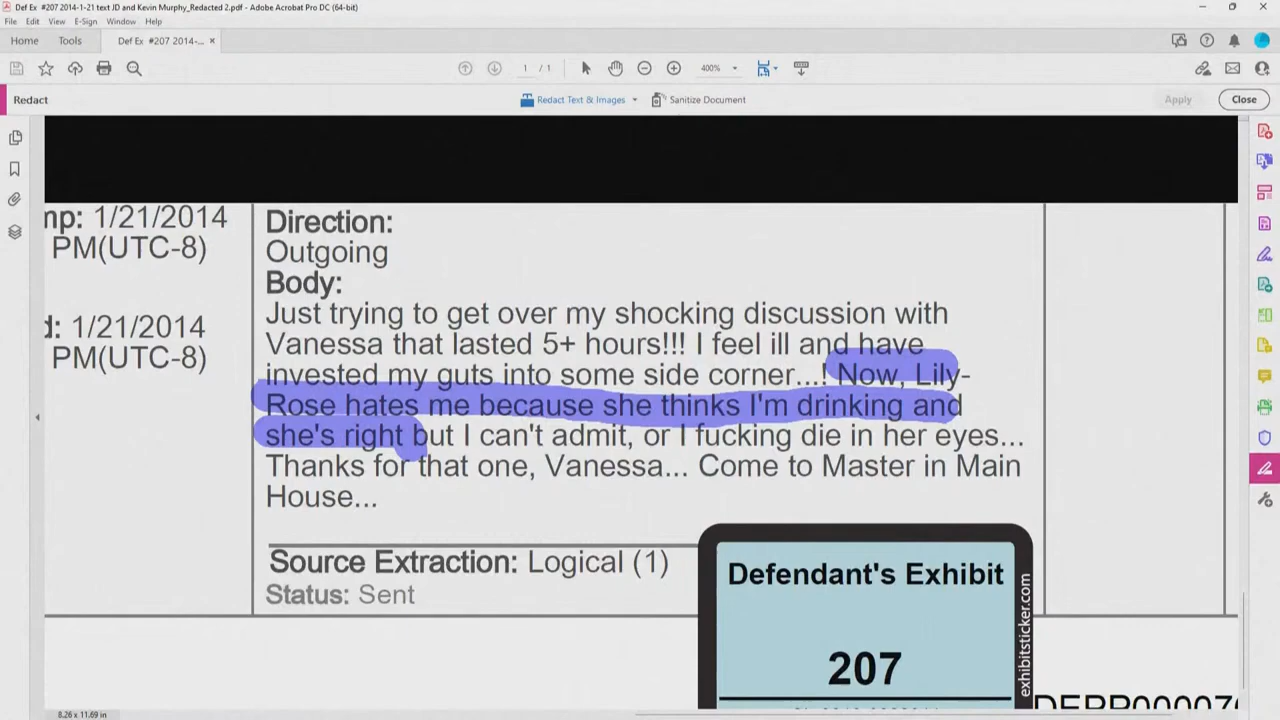 Def Ex #207 2014-1-21 text JD and Kevin Murphy_Redacted 2.pdf - Adobe Acrobat Pro DC (64-bit)
File Edit View E-Sign Window Help
Home Tools Def Ex #207 2014-... ×
1 / 1 400%
Redact Redact Text & Images Sanitize Document Apply Close
mp: 1/21/2014
PM(UTC-8)
d: 1/21/2014
PM(UTC-8)
Direction:
Outgoing
Body:
Just trying to get over my shocking discussion with
Vanessa that lasted 5+ hours!!! I feel ill and have
invested my guts into some side corner...! Now, Lily-
Rose hates me because she thinks I'm drinking and
she's right but I can't admit, or I fucking die in her eyes...
Thanks for that one, Vanessa... Come to Master in Main
House...
Source Extraction: Logical (1)
Status: Sent
Defendant's Exhibit
207
exhibitsticker.com
8.26 x 11.69 in